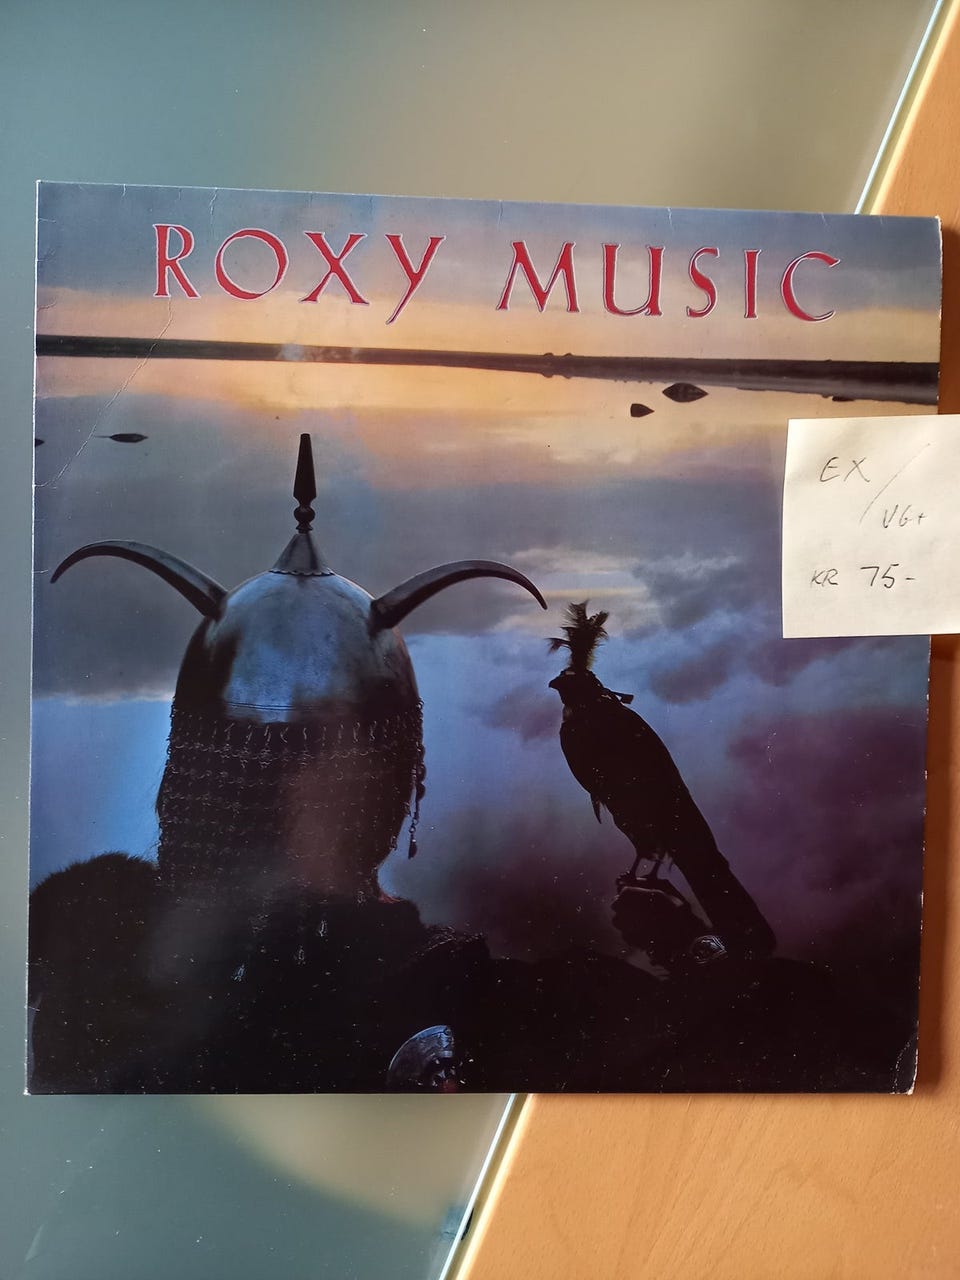 ROXY MUSIC
EX /
VG+
KR 75-